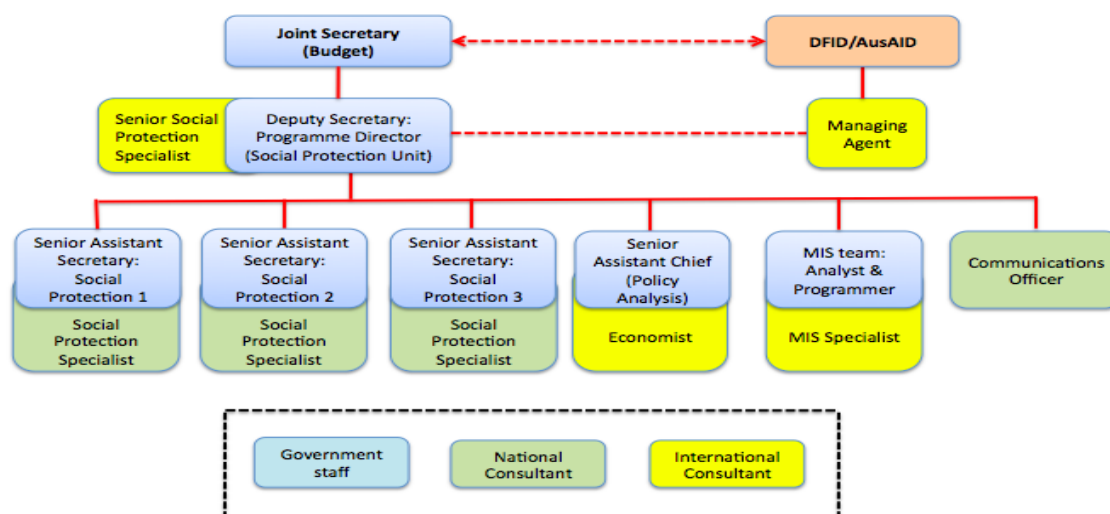 Joint Secretary
(Budget)
DFID/AusAID
Senior Social
Protection
Specialist
Deputy Secretary:
Programme Director
(Social Protection Unit)
Managing
Agent
Senior Assistant
Secretary:
Social
Protection 1
Social
Protection
Specialist
Senior Assistant
Secretary:
Social
Protection 2
Social
Protection
Specialist
Senior Assistant
Secretary:
Social
Protection 3
Social
Protection
Specialist
Senior
Assistant Chief
(Policy
Analysis)
Economist
MIS team:
Analyst &
Programmer
MIS Specialist
Communications
Officer
Government
staff
National
Consultant
International
Consultant